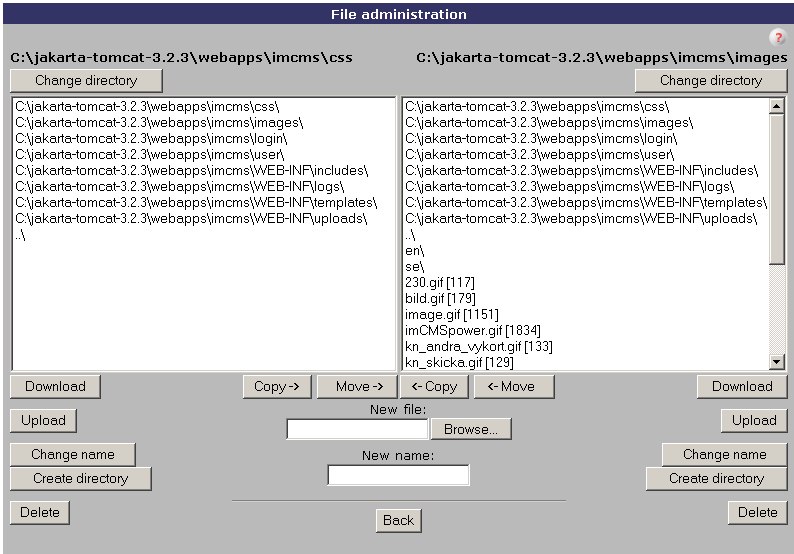 File administration
?
C:\jakarta-tomcat-3.2.3\webapps\imcms\css
C:\jakarta-tomcat-3.2.3\webapps\imcms\images
Change directory
Change directory
C:\jakarta-tomcat-3.2.3\webapps\imcms\css\
C:\jakarta-tomcat-3.2.3\webapps\imcms\images\
C:\jakarta-tomcat-3.2.3\webapps\imcms\login\
C:\jakarta-tomcat-3.2.3\webapps\imcms\user\
C:\jakarta-tomcat-3.2.3\webapps\imcms\WEB-INF\includes\
C:\jakarta-tomcat-3.2.3\webapps\imcms\WEB-INF\logs\
C:\jakarta-tomcat-3.2.3\webapps\imcms\WEB-INF\templates\
C:\jakarta-tomcat-3.2.3\webapps\imcms\WEB-INF\uploads\
..\
C:\jakarta-tomcat-3.2.3\webapps\imcms\css\
C:\jakarta-tomcat-3.2.3\webapps\imcms\images\
C:\jakarta-tomcat-3.2.3\webapps\imcms\login\
C:\jakarta-tomcat-3.2.3\webapps\imcms\user\
C:\jakarta-tomcat-3.2.3\webapps\imcms\WEB-INF\includes\
C:\jakarta-tomcat-3.2.3\webapps\imcms\WEB-INF\logs\
C:\jakarta-tomcat-3.2.3\webapps\imcms\WEB-INF\templates\
C:\jakarta-tomcat-3.2.3\webapps\imcms\WEB-INF\uploads\
..\
en\
se\
230.gif [117]
bild.gif [179]
image.gif [1151]
imCMSpower.gif [1834]
kn_andra_vykort.gif [133]
kn_skicka.gif [129]
Download
Copy ->
Move ->
<- Copy
<- Move
Download
Upload
New file:
Browse...
Upload
Change name
New name:
Change name
Create directory
Create directory
Delete
Back
Delete